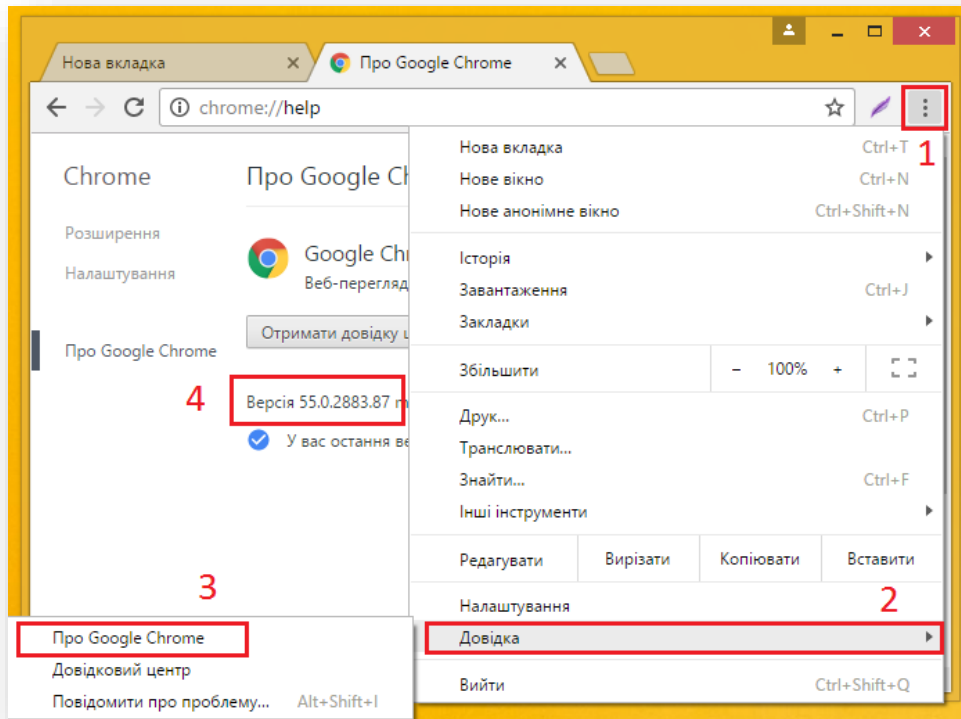 Нова вкладка
Про Google Chrome
chrome://help
1
Chrome
Розширення
Налаштування
Про Google Chrome
Про Google Ch
Google Ch
Веб-перегляд
Отримати довідку
4
Версія 55.0.2883.87 m
У вас остання ве
Нова вкладка Ctrl+T
Нове вікно Ctrl+N
Нове анонімне вікно Ctrl+Shift+N
Історія
Завантаження Ctrl+J
Закладки
Збільшити - 100% +
Друк... Ctrl+P
Транслювати...
Знайти... Ctrl+F
Інші інструменти
Редагувати Вирізати Копіювати Вставити
Налаштування
2
Довідка
Вийти Ctrl+Shift+Q
3
Про Google Chrome
Довідковий центр
Повідомити про проблему... Alt+Shift+I